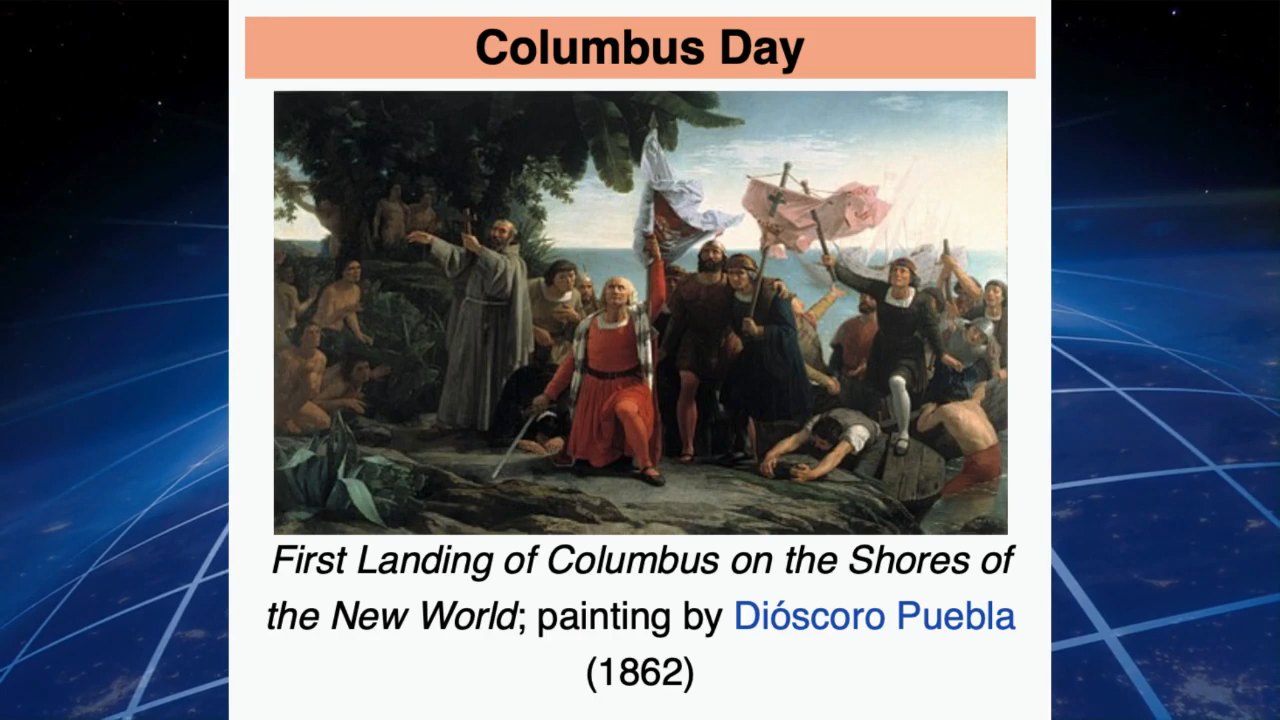 Columbus Day
First Landing of Columbus on the Shores of
the New World; painting by Dióscoro Puebla
(1862)